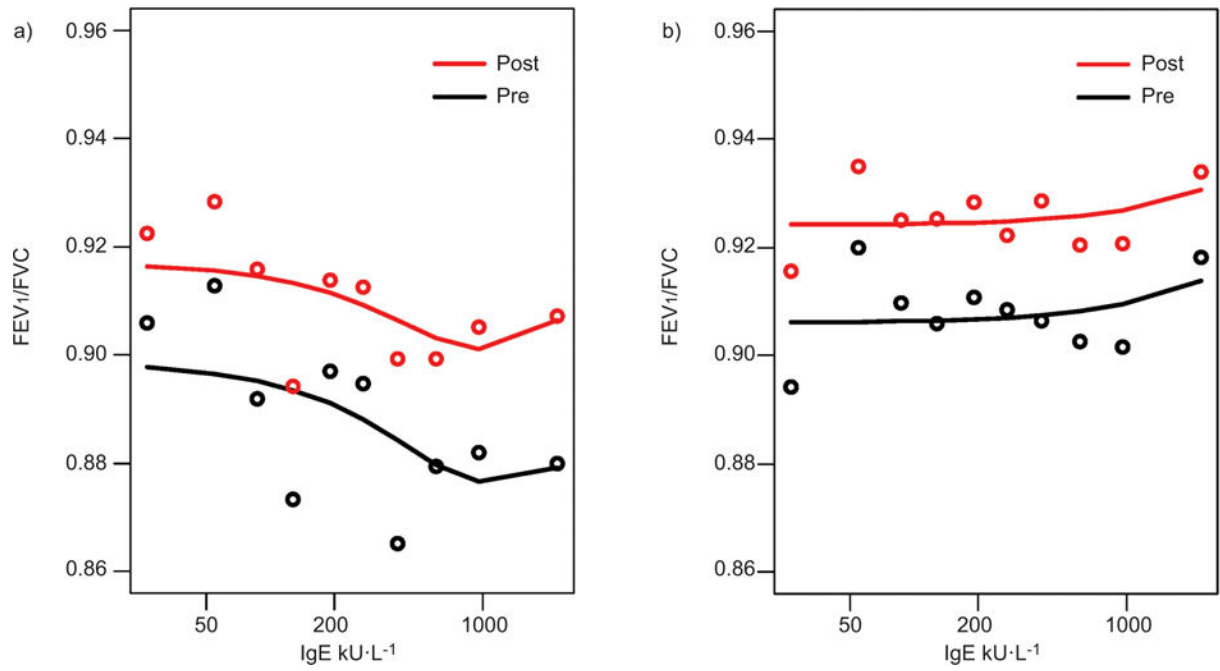 a)
0.96
0.94
0.92
0.90
0.88
0.86
FEV1/FVC
Post
Pre
50 200 1000
IgE kU·L-1
b)
0.96
0.94
0.92
0.90
0.88
0.86
FEV1/FVC
Post
Pre
50 200 1000
IgE kU·L-1